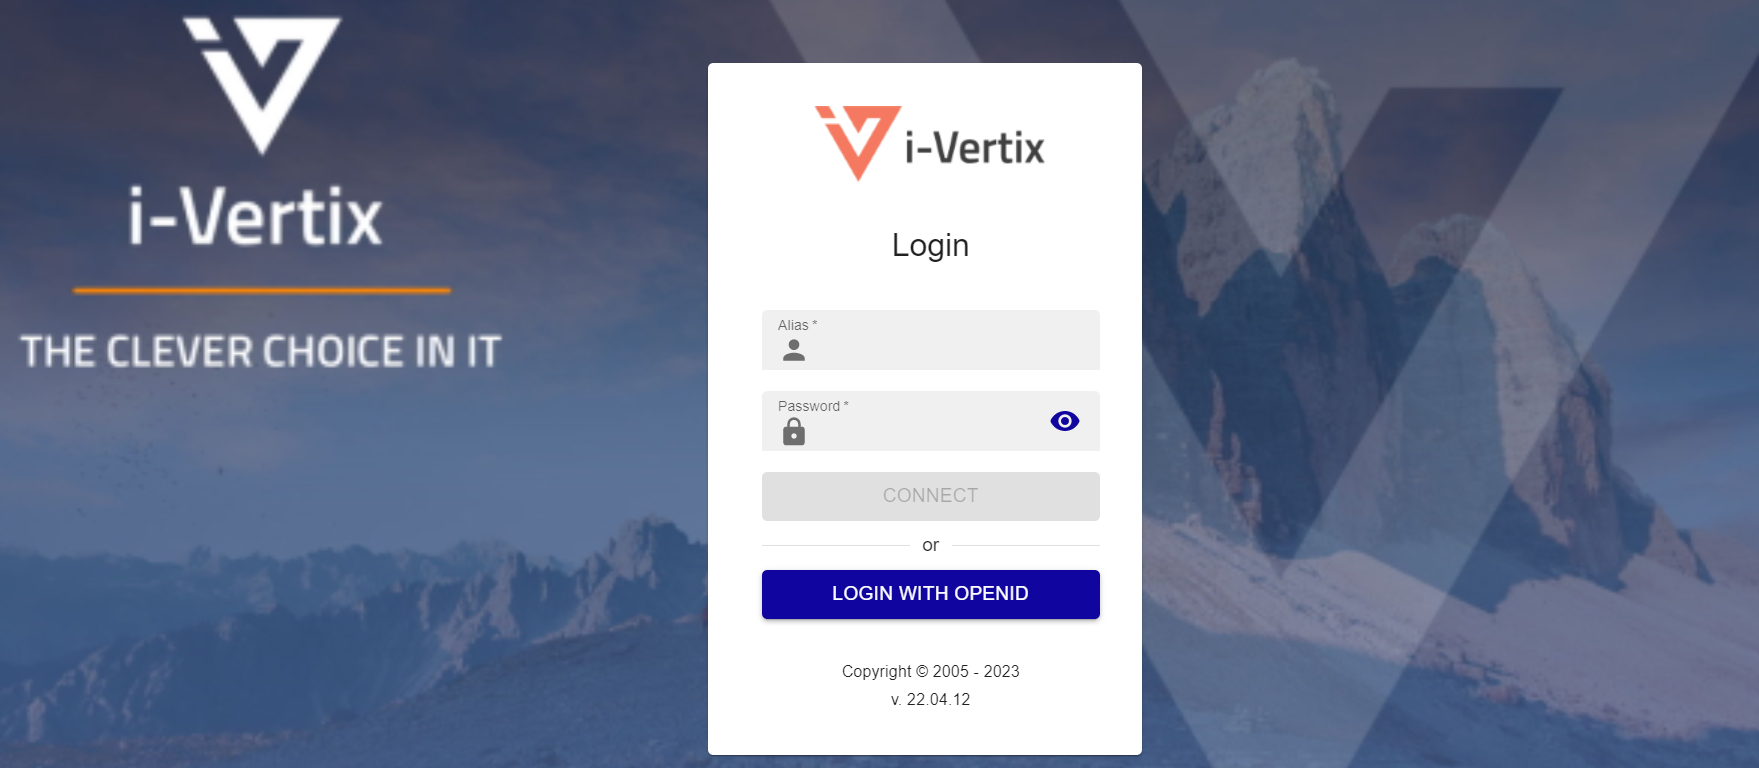 i-Vertix
THE CLEVER CHOICE IN IT
i-Vertix
Login
Alias *
Password *
CONNECT
or
LOGIN WITH OPENID
Copyright © 2005 - 2023
v. 22.04.12